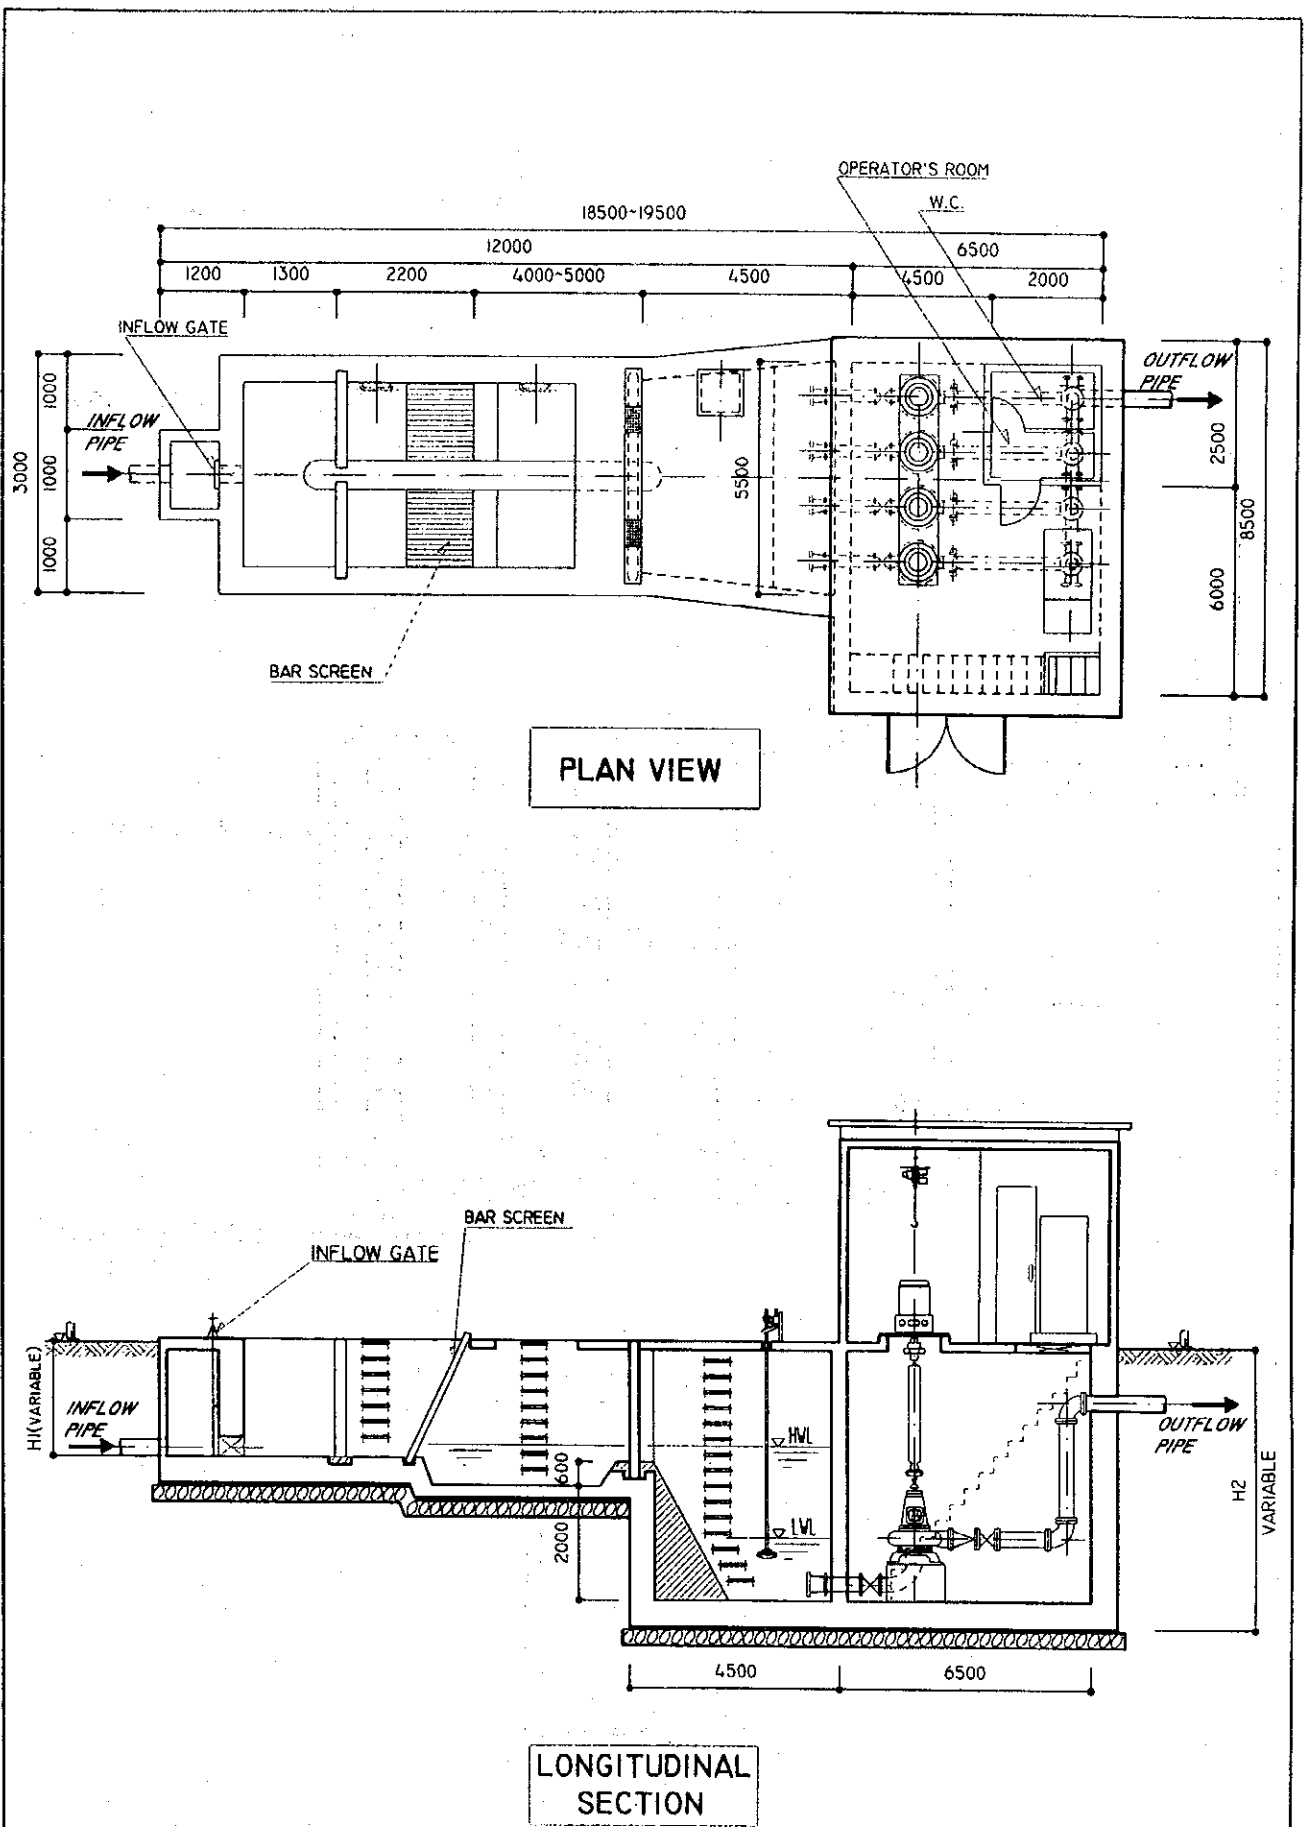 OPERATOR'S ROOM
W.C.
18500~19500
12000
6500
1200
1300
2200
4000~5000
4500
4500
2000
INFLOW GATE
1000
1000
1000
3000
INFLOW
PIPE
5500
OUTFLOW
PIPE
2500
6000
8500
BAR SCREEN
PLAN VIEW
BAR SCREEN
INFLOW GATE
H1(VARIABLE)
INFLOW
PIPE
HWL
LWL
600
2000
OUTFLOW
PIPE
H2
VARIABLE
4500
6500
LONGITUDINAL
SECTION